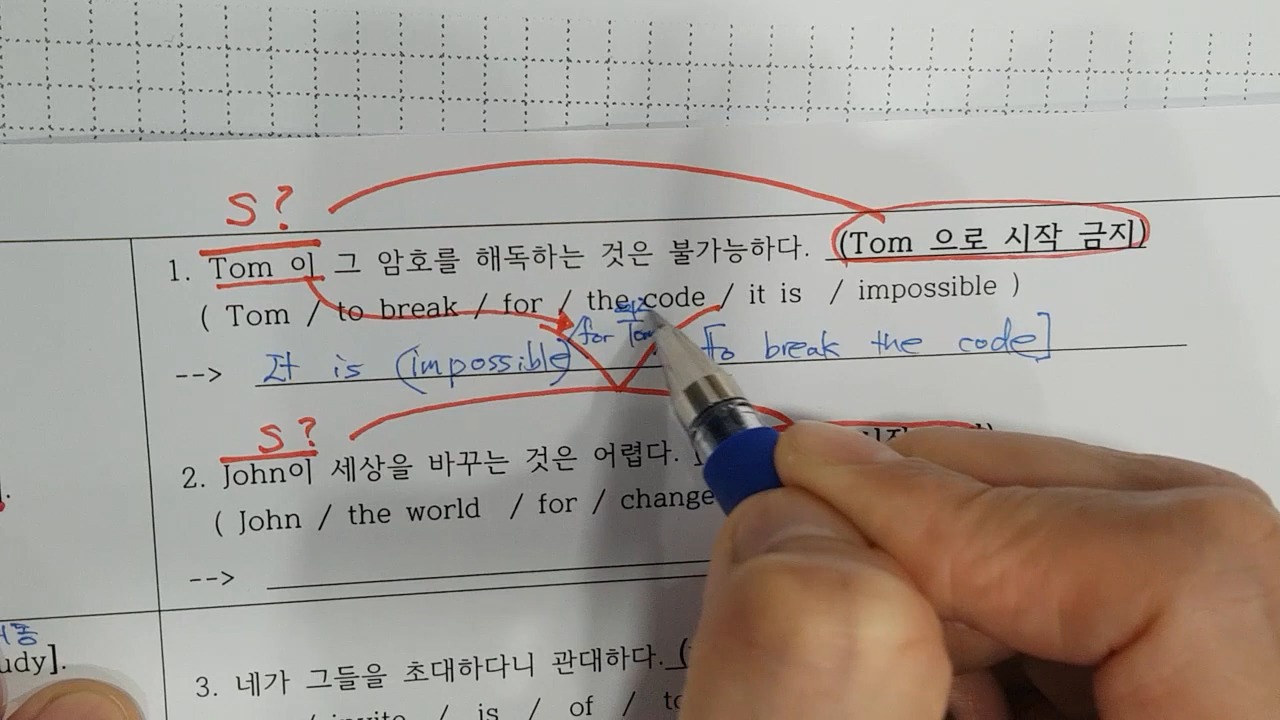 S?
1. Tom 이 그 암호를 해독하는 것은 불가능하다. (Tom 으로 시작 금지)
( Tom / to break / for / the code / it is / impossible )
for Tom
--> It is (impossible) [to break the code]
S?
2. John이 세상을 바꾸는 것은 어렵다.
( John / the world / for / change
-->
udy].
3. 네가 그들을 초대하다니 관대하다. (
/ invite / is / of / to